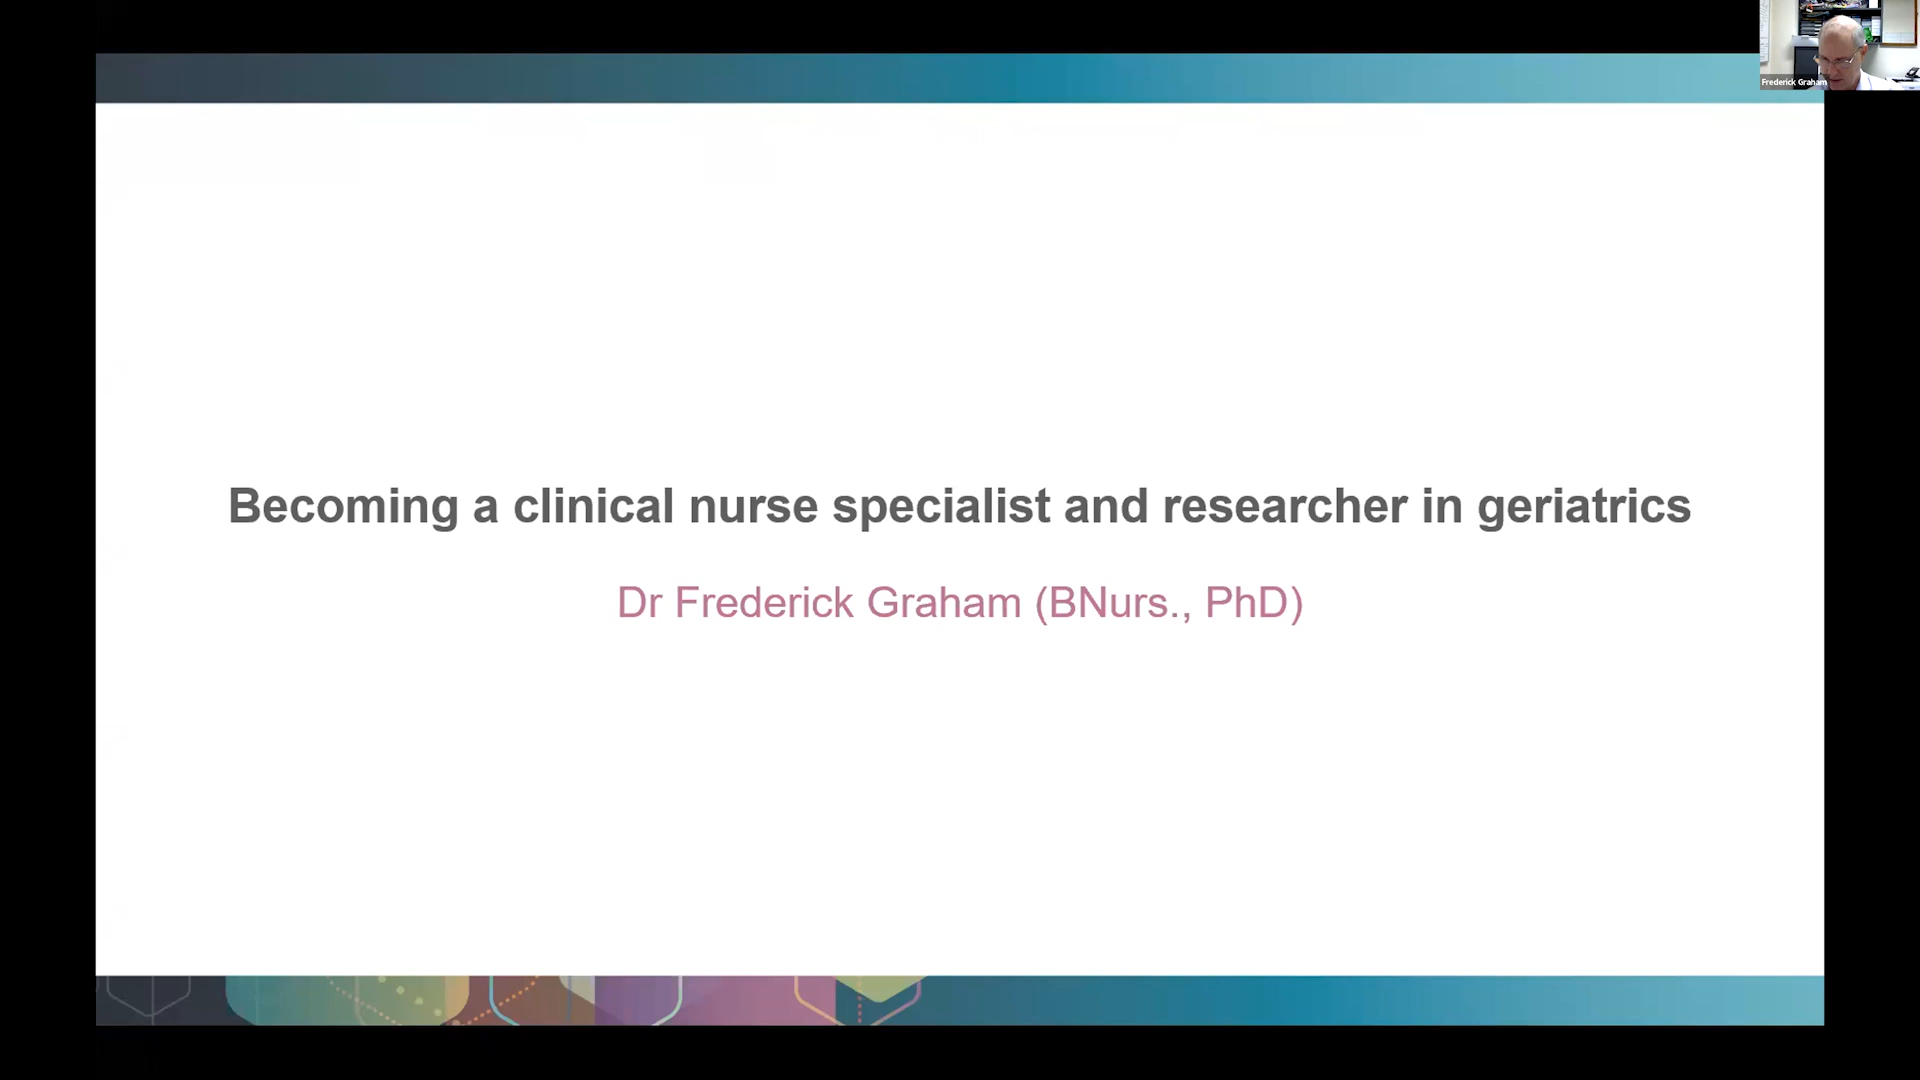 Frederick Graham
Becoming a clinical nurse specialist and researcher in geriatrics
Dr Frederick Graham (BNurs., PhD)